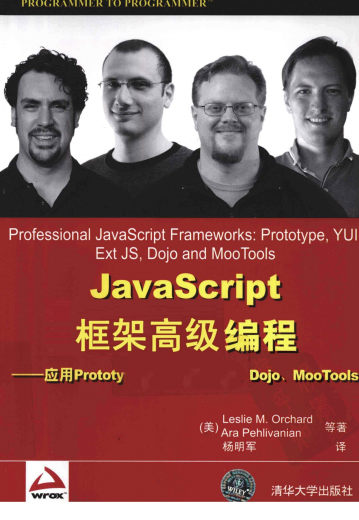 PROGRAMMER TO PROGRAMMER™
Professional JavaScript Frameworks: Prototype, YUI
Ext JS, Dojo and MooTools
JavaScript
框架高级编程
——应用Prototy Dojo、MooTools
(美) Leslie M. Orchard
Ara Pehlivanian 等著
杨明军 译
wrox™
WILEY
清华大学出版社